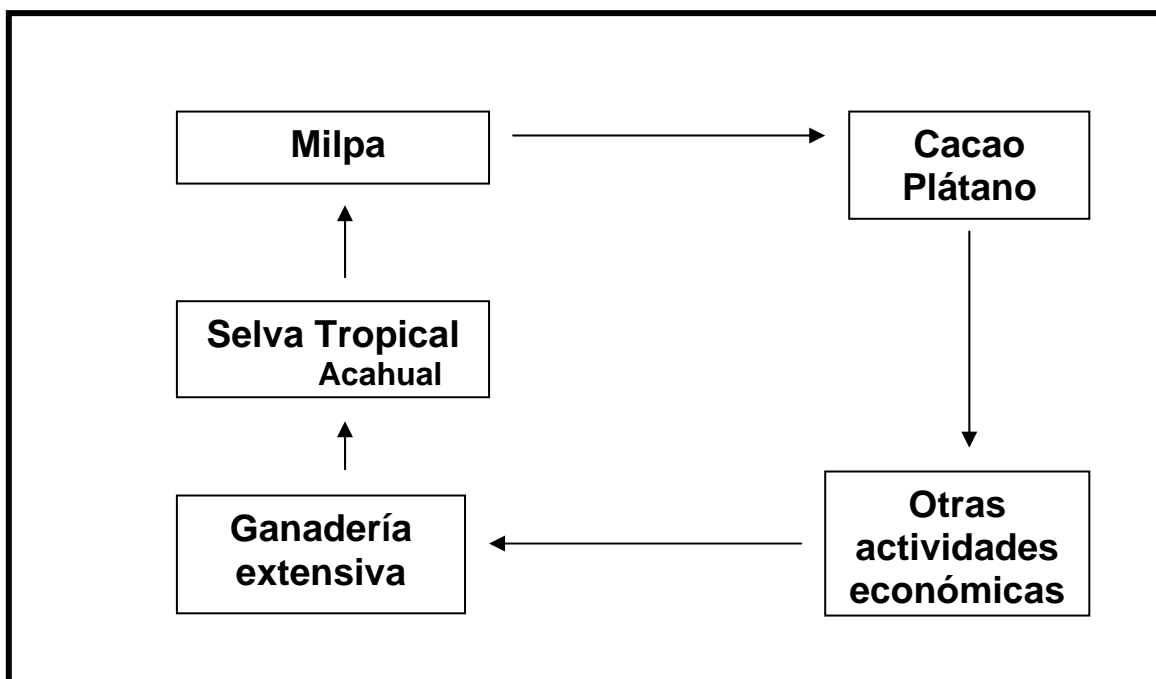 Milpa
Cacao
Plátano
Selva Tropical
Acahual
Ganadería
extensiva
Otras
actividades
económicas